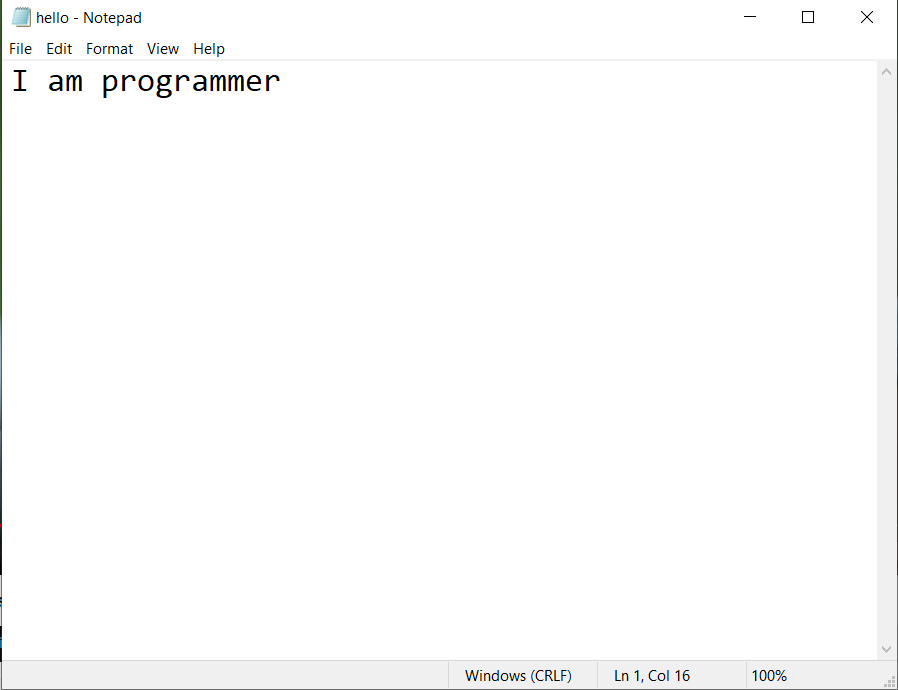 hello - Notepad
File Edit Format View Help
I am programmer
Windows (CRLF) Ln 1, Col 16 100%